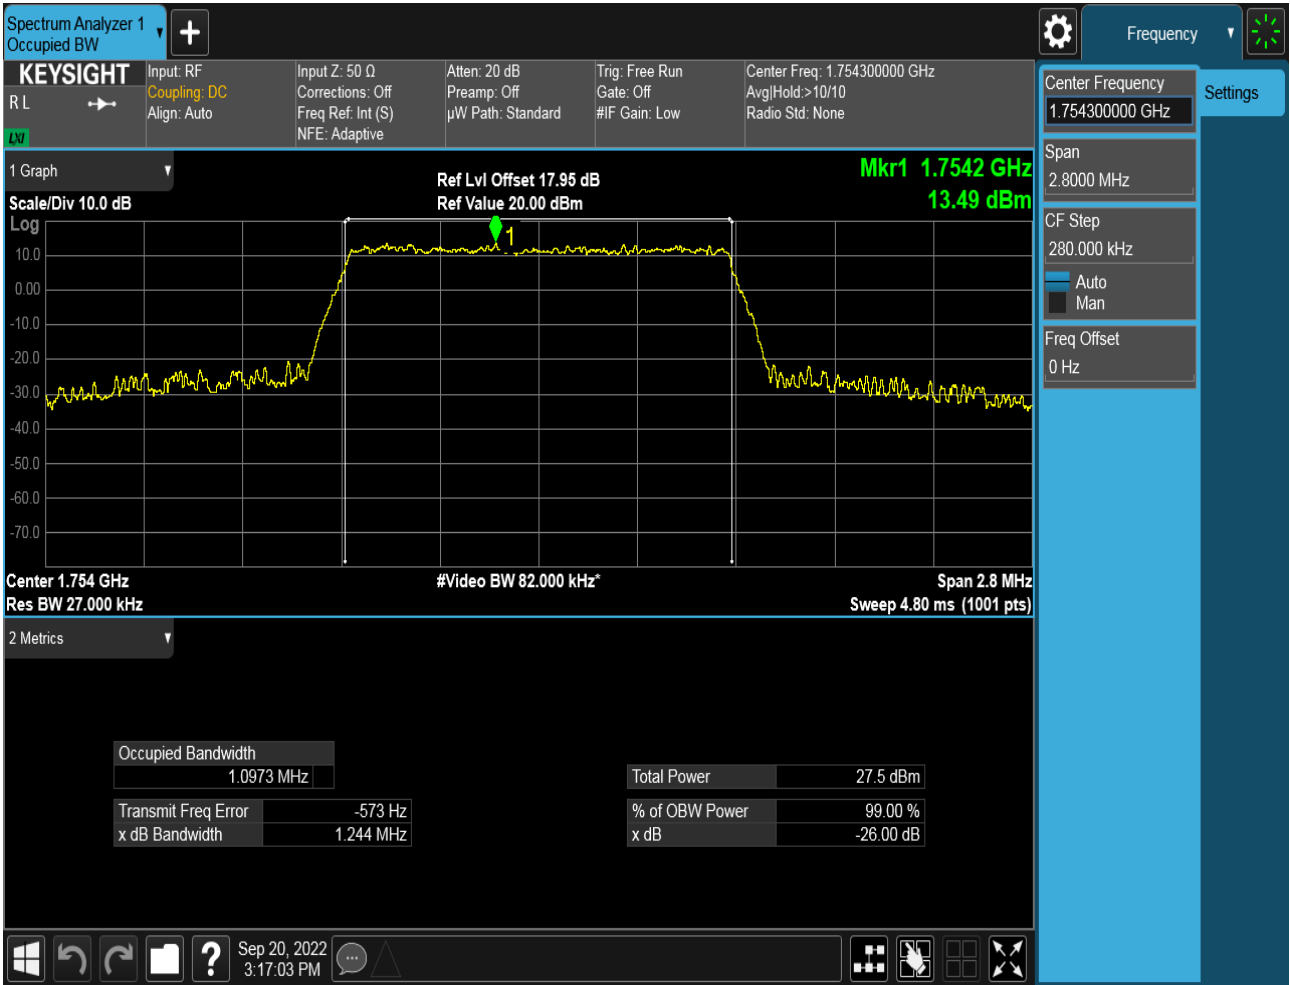 Spectrum Analyzer 1
Occupied BW
Frequency
KEYSIGHT
R L
LXI
Input: RF
Coupling: DC
Align: Auto
Input Z: 50 Ω
Corrections: Off
Freq Ref: Int (S)
NFE: Adaptive
Atten: 20 dB
Preamp: Off
µW Path: Standard
Trig: Free Run
Gate: Off
#IF Gain: Low
Center Freq: 1.754300000 GHz
Avg|Hold:>10/10
Radio Std: None
Center Frequency
1.754300000 GHz
Settings
Span
2.8000 MHz
CF Step
280.000 kHz
Auto
Man
Freq Offset
0 Hz
1 Graph
Scale/Div 10.0 dB
Ref Lvl Offset 17.95 dB
Ref Value 20.00 dBm
Mkr1 1.7542 GHz
13.49 dBm
Log
1
10.0
0.00
-10.0
-20.0
-30.0
-40.0
-50.0
-60.0
-70.0
Center 1.754 GHz
#Video BW 82.000 kHz*
Span 2.8 MHz
Res BW 27.000 kHz
Sweep 4.80 ms (1001 pts)
2 Metrics
Occupied Bandwidth
1.0973 MHz
Total Power 27.5 dBm
Transmit Freq Error -573 Hz
% of OBW Power 99.00 %
x dB Bandwidth 1.244 MHz
x dB -26.00 dB
?
Sep 20, 2022
3:17:03 PM